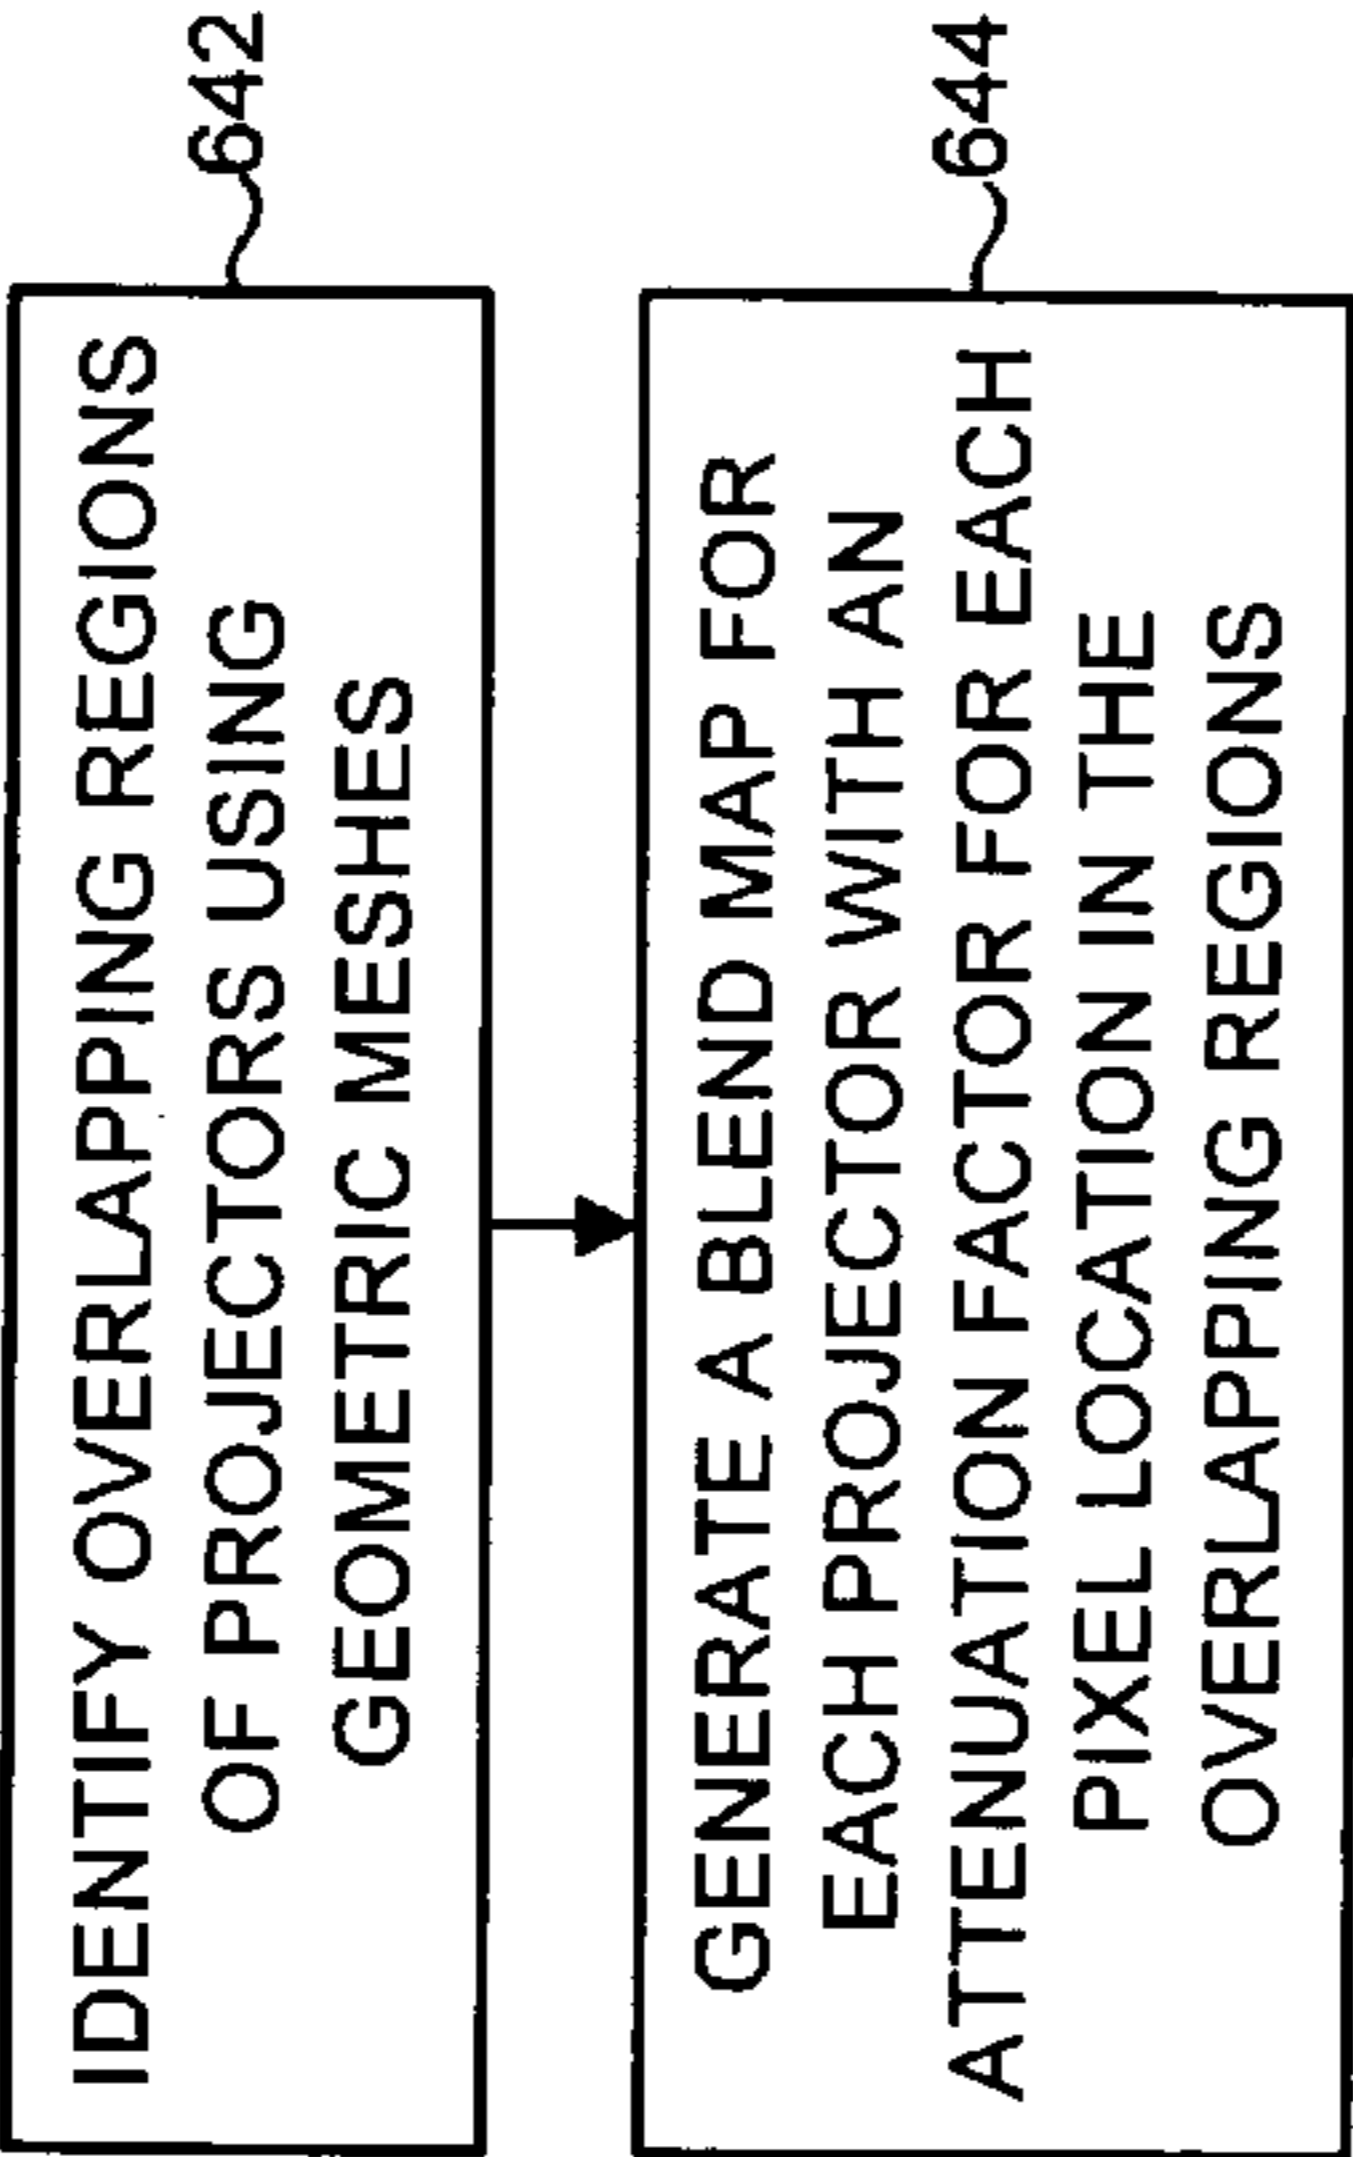 IDENTIFY OVERLAPPING REGIONS
OF PROJECTORS USING
GEOMETRIC MESHES
642
GENERATE A BLEND MAP FOR
EACH PROJECTOR WITH AN
ATTENUATION FACTOR FOR EACH
PIXEL LOCATION IN THE
OVERLAPPING REGIONS
644